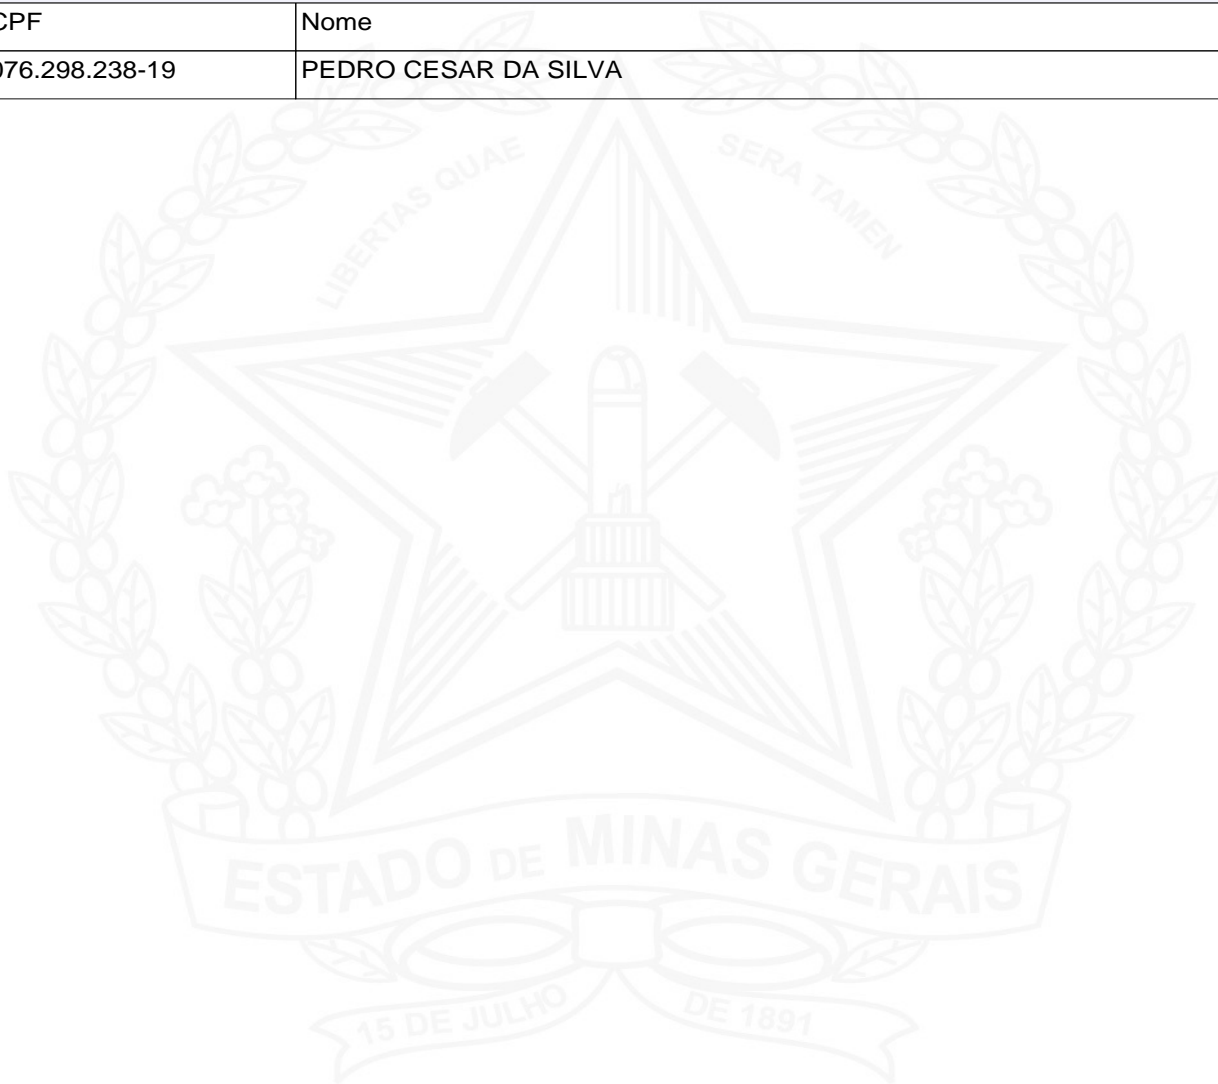 CPF Nome
076.298.238-19 PEDRO CESAR DA SILVA
LIBERTAS QUAE SERA TAMEN
ESTADO DE MINAS GERAIS
15 DE JULHO DE 1891